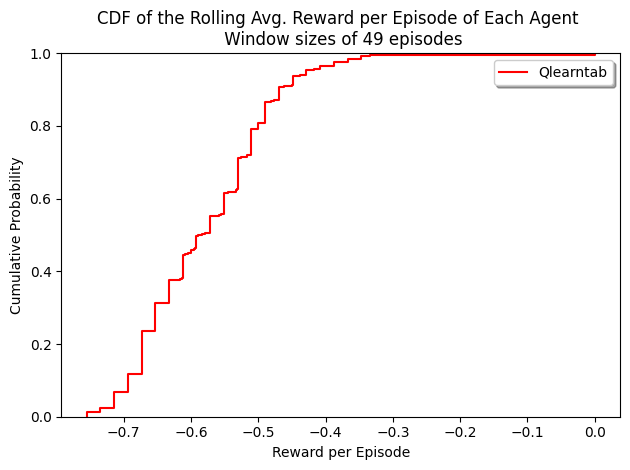 CDF of the Rolling Avg. Reward per Episode of Each Agent
Window sizes of 49 episodes
Qlearntab
1.0
0.8
0.6
0.4
0.2
0.0
Cumulative Probability
−0.7 −0.6 −0.5 −0.4 −0.3 −0.2 −0.1 0.0
Reward per Episode